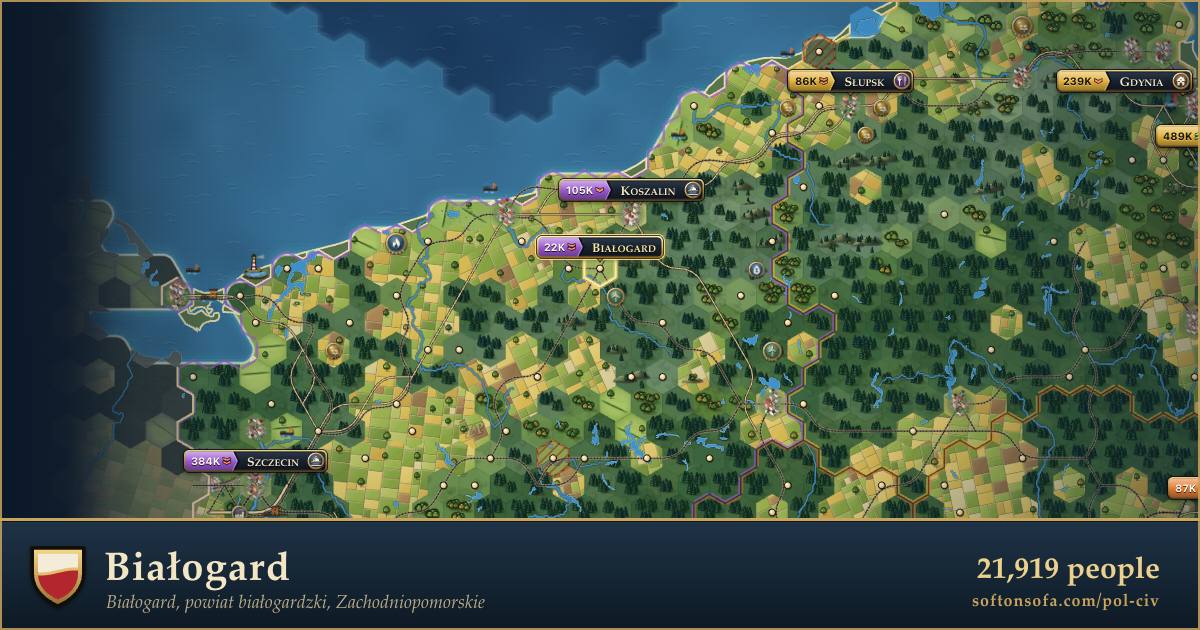 86K SŁUPSK
239K GDYNIA
489K
105K KOSZALIN
22K BIAŁOGARD
384K SZCZECIN
87K
Białogard
Białogard, powiat białogardzki, Zachodniopomorskie
21,919 people
softonsofa.com/pol-civ